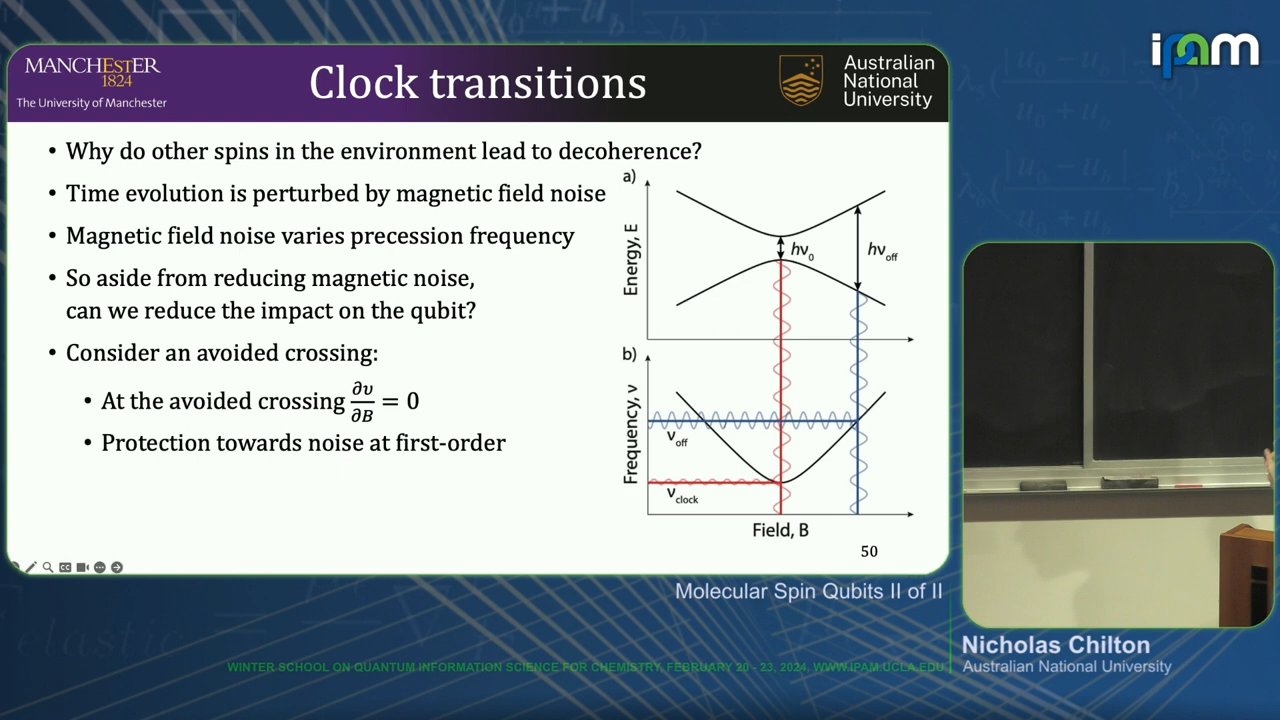 MANCHESTER
1824
The University of Manchester
Clock transitions
Australian
National
University
ipam
• Why do other spins in the environment lead to decoherence?
• Time evolution is perturbed by magnetic field noise
• Magnetic field noise varies precession frequency
• So aside from reducing magnetic noise,
can we reduce the impact on the qubit?
• Consider an avoided crossing:
• At the avoided crossing ∂υ/∂B = 0
• Protection towards noise at first-order
a)
Energy, E
hν₀
hν_off
b)
Frequency, ν
ν_off
ν_clock
Field, B
50
Molecular Spin Qubits II of II
Nicholas Chilton
Australian National University
WINTER SCHOOL ON QUANTUM INFORMATION SCIENCE FOR CHEMISTRY, FEBRUARY 20 - 23, 2024, WWW.IPAM.UCLA.EDU